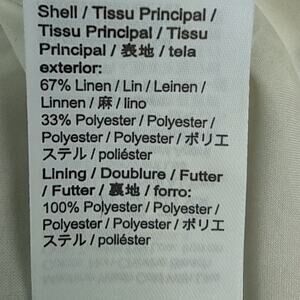 Shell / Tissu Principal /
Tissu Principal / Tissu
Principal / 表地 / tela
exterior:
67% Linen / Lin / Leinen /
Linnen / 麻 / lino
33% Polyester / Polyester /
Polyester / Polyester / ポリエ
ステル / poliéster
Lining / Doublure / Futter
/ Futter / 裏地 / forro:
100% Polyester / Polyester /
Polyester / Polyester / ポリエ
ステル / poliéster